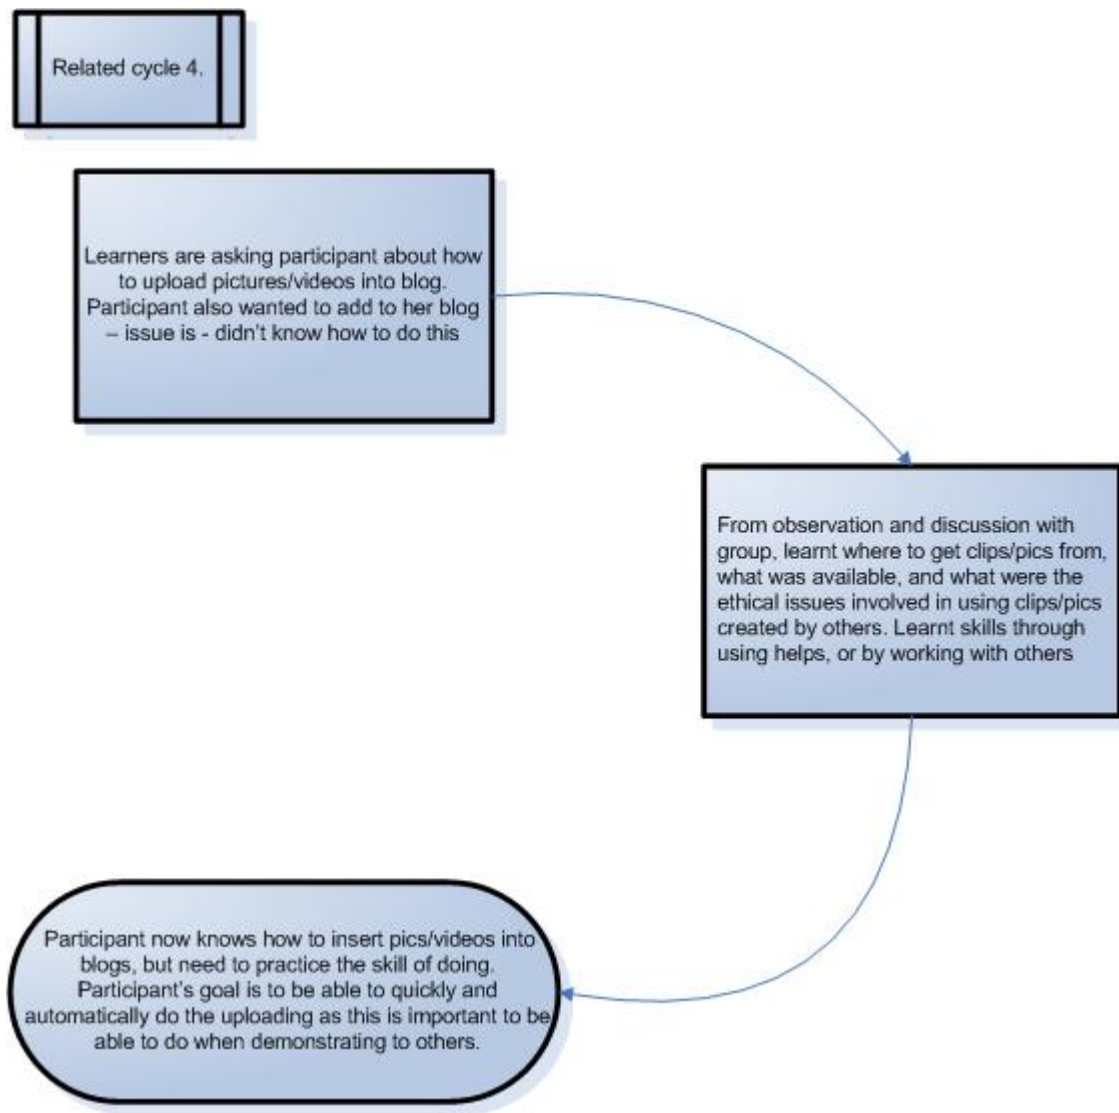 Related cycle 4.
Learners are asking participant about how
to upload pictures/videos into blog.
Participant also wanted to add to her blog
– issue is - didn't know how to do this
From observation and discussion with
group, learnt where to get clips/pics from,
what was available, and what were the
ethical issues involved in using clips/pics
created by others. Learnt skills through
using helps, or by working with others
Participant now knows how to insert pics/videos into
blogs, but need to practice the skill of doing.
Participant's goal is to be able to quickly and
automatically do the uploading as this is important to be
able to do when demonstrating to others.